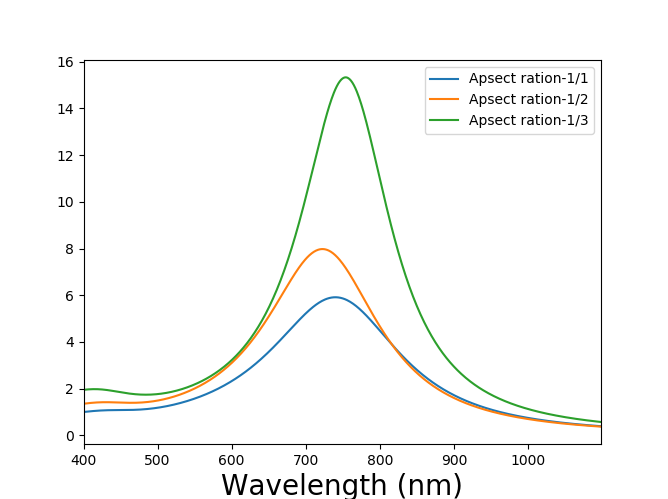 16
14
12
10
8
6
4
2
0
Apsect ration-1/1
Apsect ration-1/2
Apsect ration-1/3
400 500 600 700 800 900 1000
Wavelength (nm)